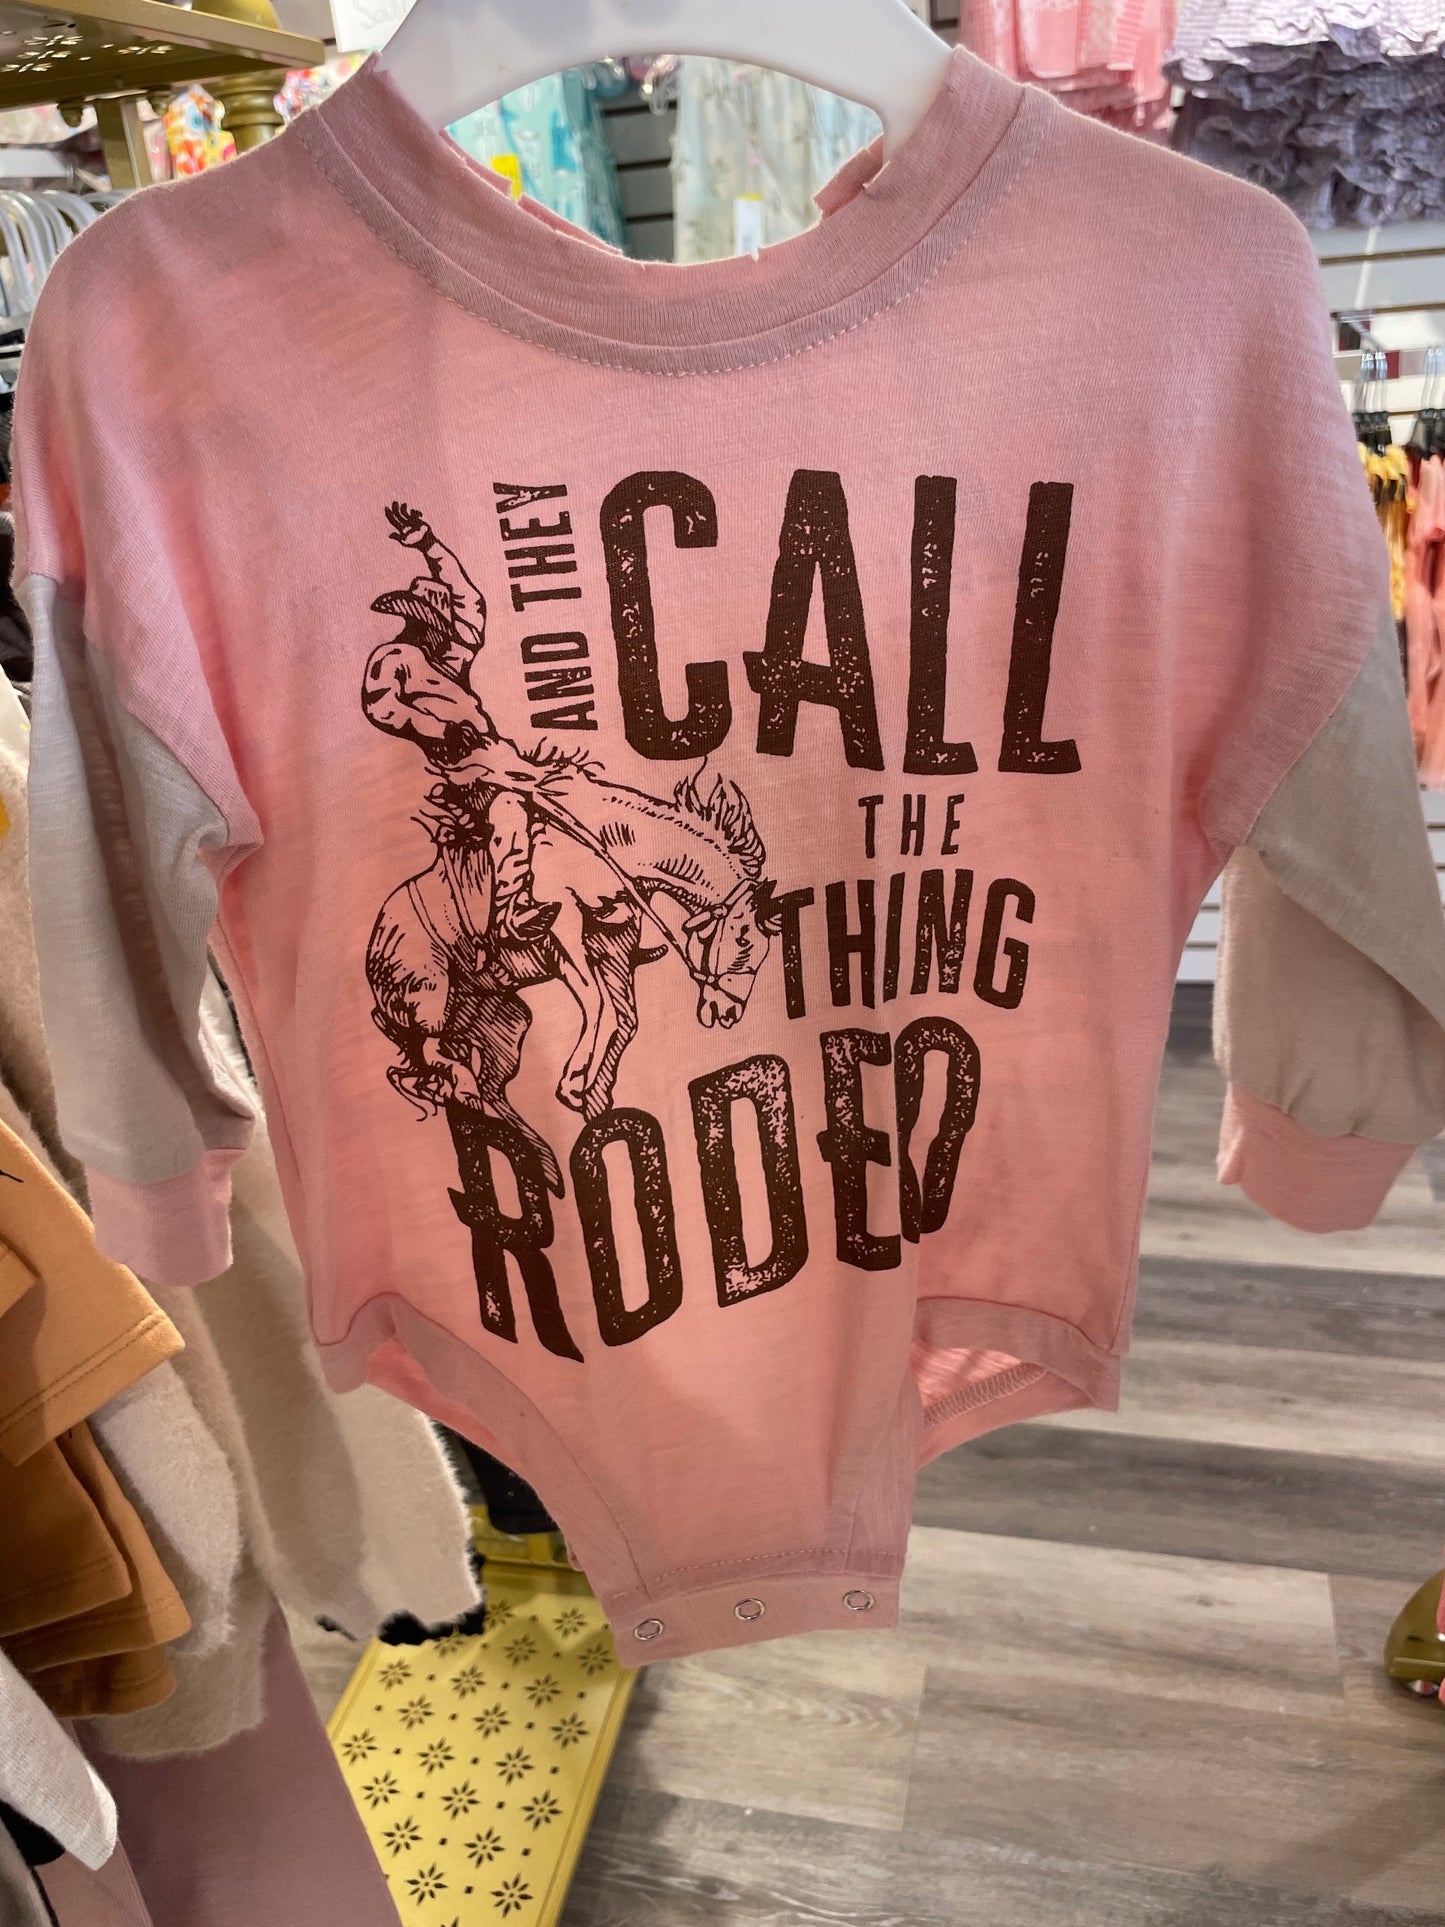 AND THEY
CALL
THE
THING
RODEO